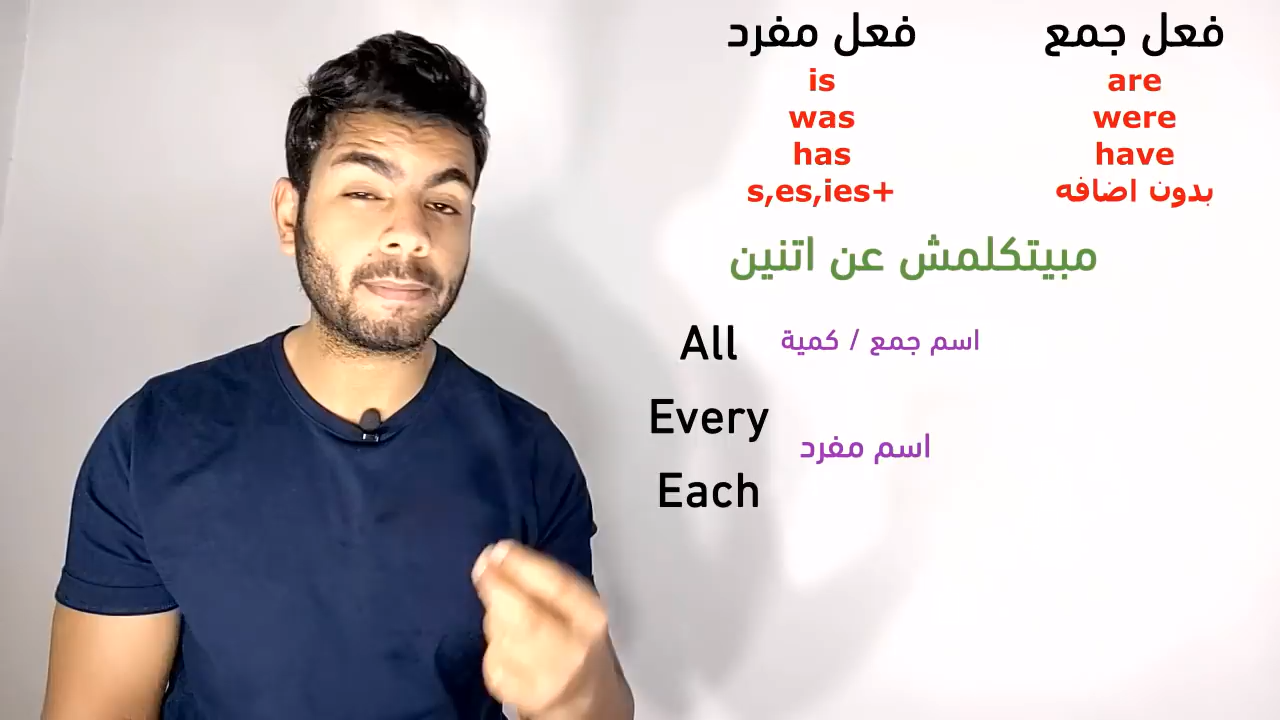 فعل جمع
are
were
have
بدون اضافه
فعل مفرد
is
was
has
s,es,ies+
مبيتكلمش عن اتنين
All اسم جمع / كمية
Every
اسم مفرد
Each